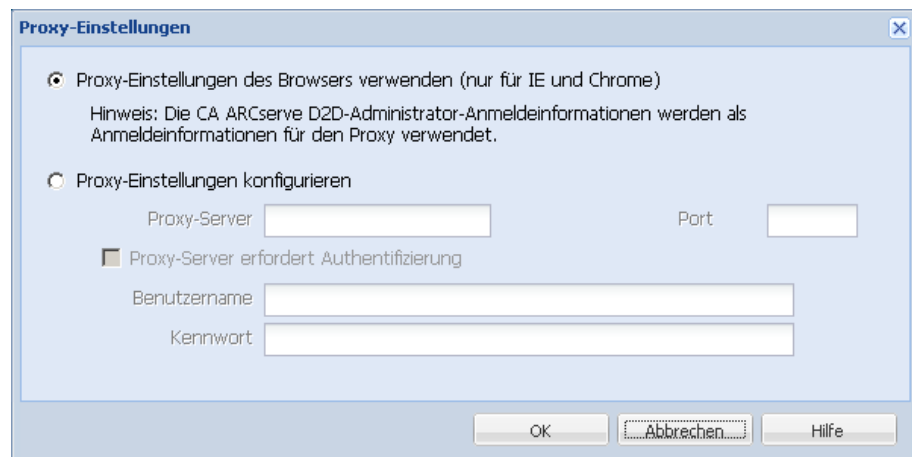 Proxy-Einstellungen
Proxy-Einstellungen des Browsers verwenden (nur für IE und Chrome)
Hinweis: Die CA ARCserve D2D-Administrator-Anmeldeinformationen werden als
Anmeldeinformationen für den Proxy verwendet.
Proxy-Einstellungen konfigurieren
Proxy-Server Port
Proxy-Server erfordert Authentifizierung
Benutzername
Kennwort
OK Abbrechen Hilfe